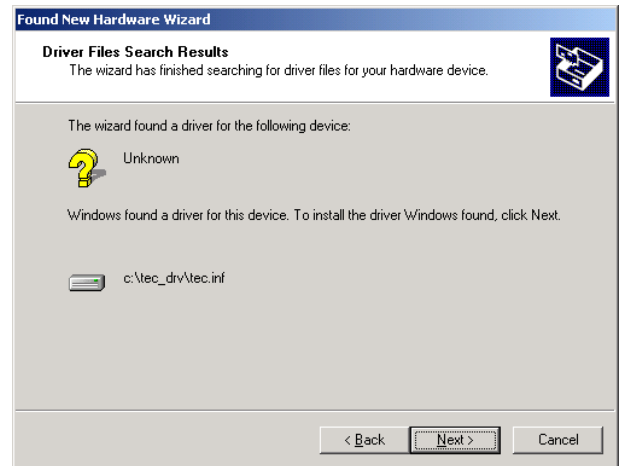 Found New Hardware Wizard
Driver Files Search Results
The wizard has finished searching for driver files for your hardware device.
The wizard found a driver for the following device:
Unknown
Windows found a driver for this device. To install the driver Windows found, click Next.
c:\tec_drv\tec.inf
< Back Next > Cancel